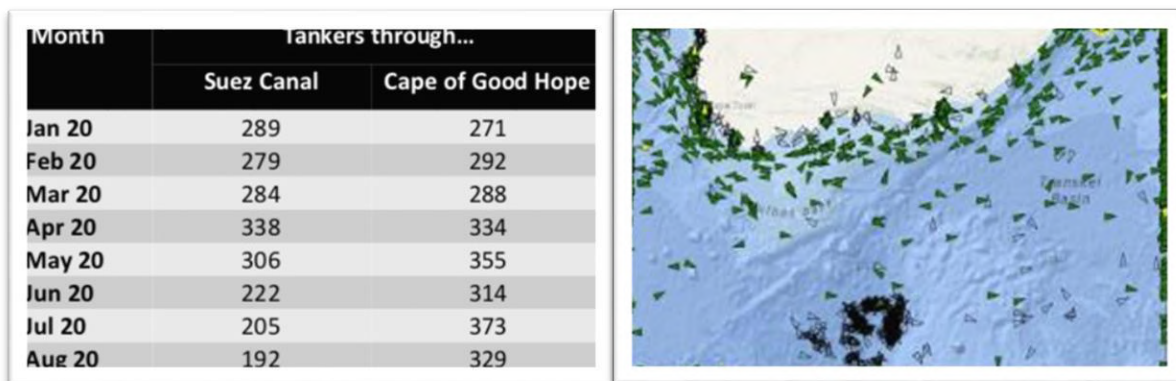 Month Tankers through…
Suez Canal Cape of Good Hope
Jan 20 289 271
Feb 20 279 292
Mar 20 284 288
Apr 20 338 334
May 20 306 355
Jun 20 222 314
Jul 20 205 373
Aug 20 192 329
Transkei
Basin